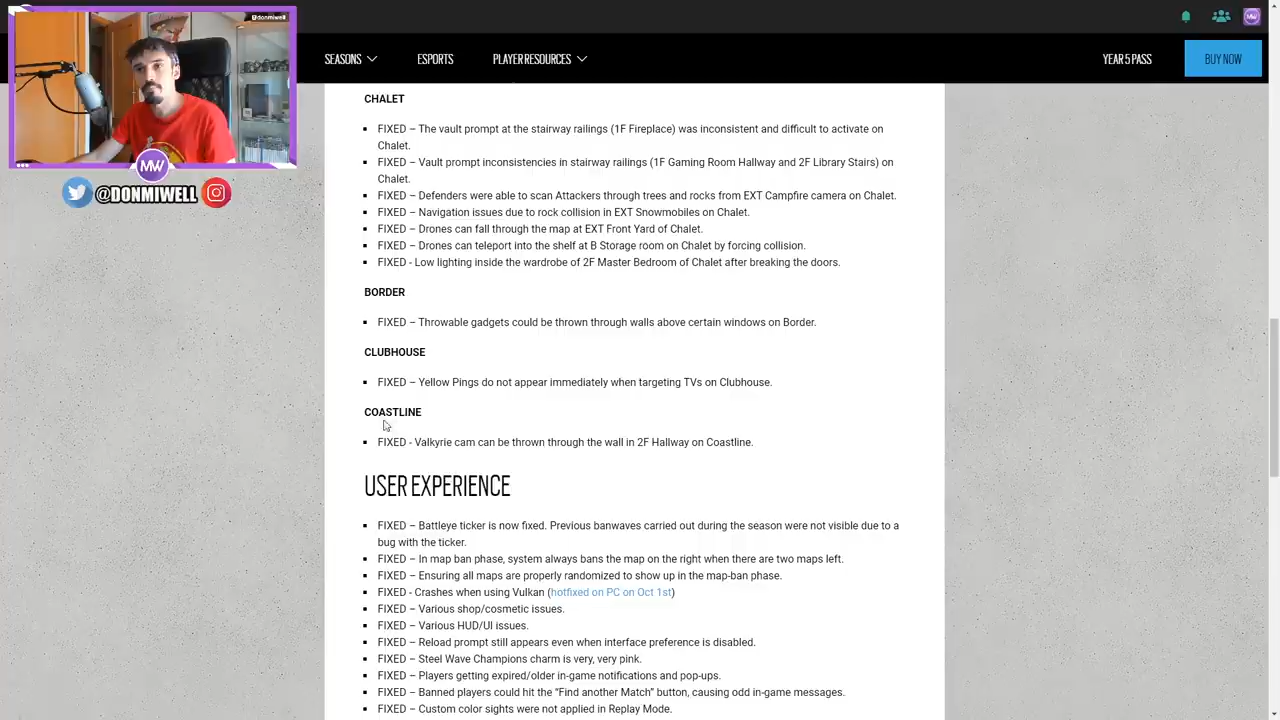 donmiwell
MW
@DONMIWELL
SEASONS
ESPORTS
PLAYER RESOURCES
YEAR 5 PASS
BUY NOW
MW
CHALET
FIXED – The vault prompt at the stairway railings (1F Fireplace) was inconsistent and difficult to activate on
Chalet.
FIXED – Vault prompt inconsistencies in stairway railings (1F Gaming Room Hallway and 2F Library Stairs) on
Chalet.
FIXED – Defenders were able to scan Attackers through trees and rocks from EXT Campfire camera on Chalet.
FIXED – Navigation issues due to rock collision in EXT Snowmobiles on Chalet.
FIXED – Drones can fall through the map at EXT Front Yard of Chalet.
FIXED – Drones can teleport into the shelf at B Storage room on Chalet by forcing collision.
FIXED - Low lighting inside the wardrobe of 2F Master Bedroom of Chalet after breaking the doors.
BORDER
FIXED – Throwable gadgets could be thrown through walls above certain windows on Border.
CLUBHOUSE
FIXED – Yellow Pings do not appear immediately when targeting TVs on Clubhouse.
COASTLINE
FIXED - Valkyrie cam can be thrown through the wall in 2F Hallway on Coastline.
USER EXPERIENCE
FIXED – Battleye ticker is now fixed. Previous banwaves carried out during the season were not visible due to a
bug with the ticker.
FIXED – In map ban phase, system always bans the map on the right when there are two maps left.
FIXED – Ensuring all maps are properly randomized to show up in the map-ban phase.
FIXED - Crashes when using Vulkan (hotfixed on PC on Oct 1st)
FIXED – Various shop/cosmetic issues.
FIXED – Various HUD/UI issues.
FIXED – Reload prompt still appears even when interface preference is disabled.
FIXED – Steel Wave Champions charm is very, very pink.
FIXED – Players getting expired/older in-game notifications and pop-ups.
FIXED – Banned players could hit the “Find another Match” button, causing odd in-game messages.
FIXED – Custom color sights were not applied in Replay Mode.